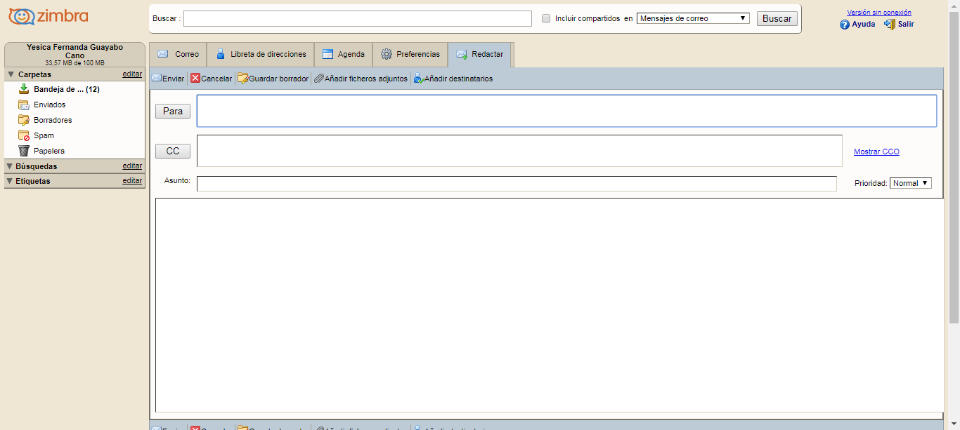 zimbra
Buscar :
Incluir compartidos en Mensajes de correo ▼ Buscar
Versión sin conexión
Ayuda Salir
Yesica Fernanda Guayabo
Cano
33,57 MB de 100 MB
Correo Libreta de direcciones Agenda Preferencias Redactar
Carpetas editar
Enviar Cancelar Guardar borrador Añadir ficheros adjuntos Añadir destinatarios
Bandeja de ... (12)
Enviados
Borradores
Spam
Papelera
Búsquedas editar
Etiquetas editar
Para
CC
Mostrar CCO
Asunto:
Prioridad: Normal ▼